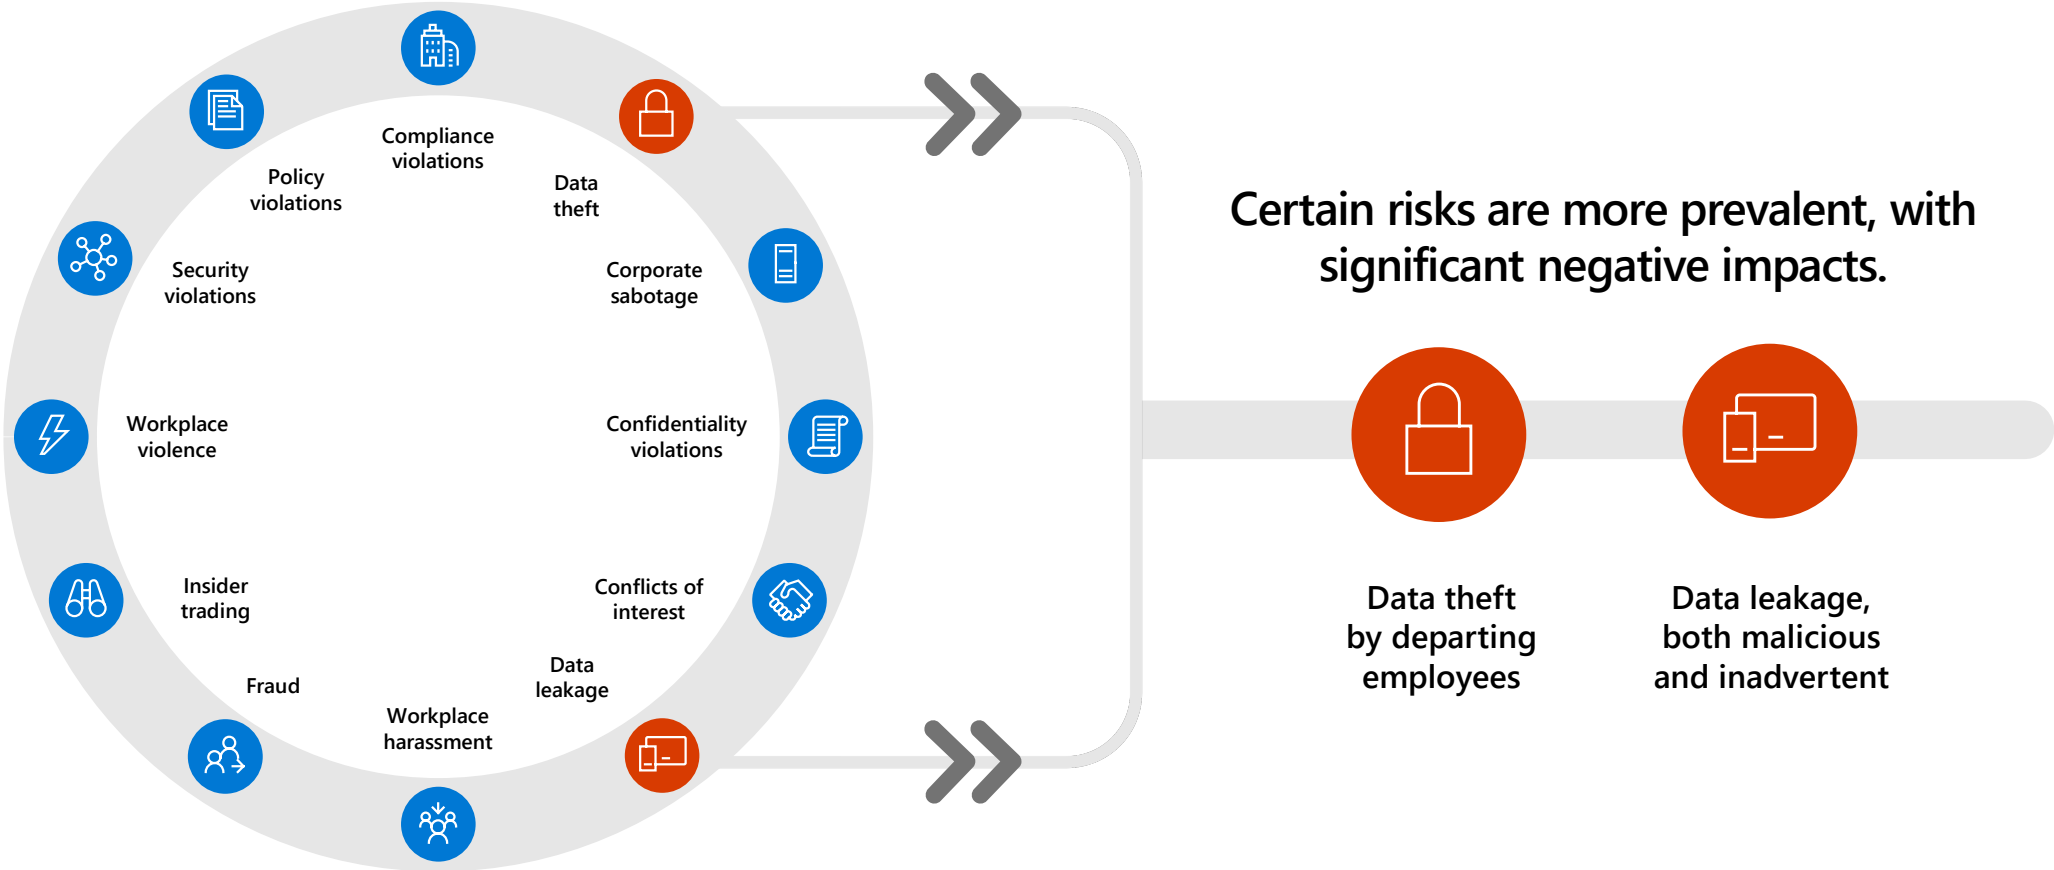 Compliance
violations
Data
theft
Corporate
sabotage
Confidentiality
violations
Conflicts of
interest
Data
leakage
Workplace
harassment
Fraud
Insider
trading
Workplace
violence
Security
violations
Policy
violations
Certain risks are more prevalent, with
significant negative impacts.
Data theft
by departing
employees
Data leakage,
both malicious
and inadvertent